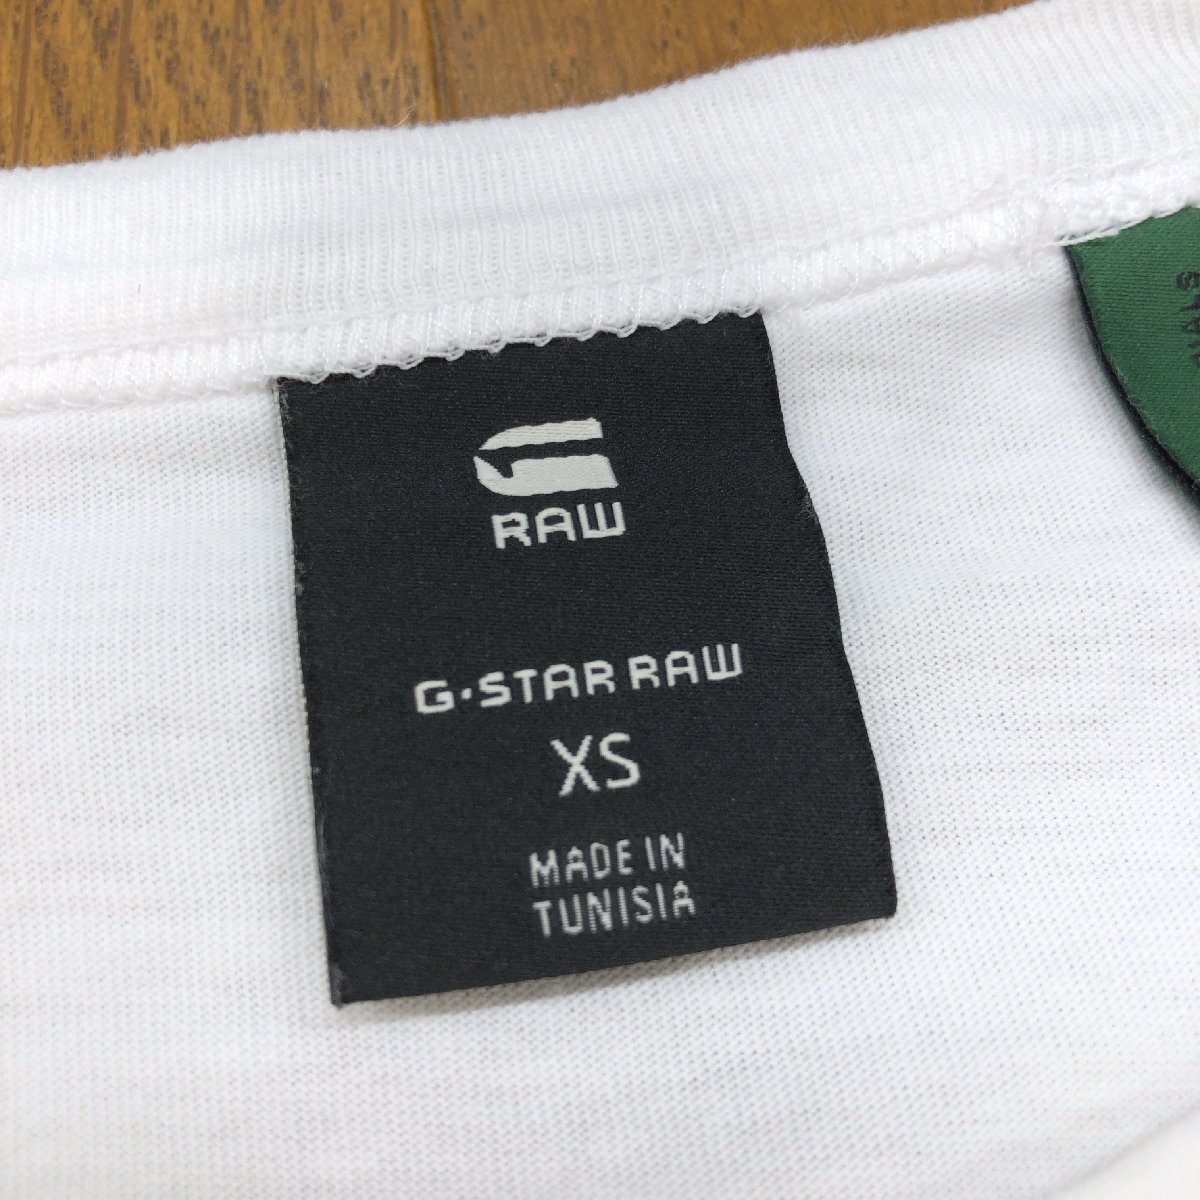 RAW
G·STAR RAW
XS
MADE IN
TUNISIA